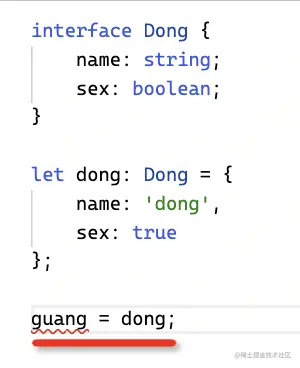 interface Dong {
    name: string;
    sex: boolean;
}
let dong: Dong = {
    name: 'dong',
    sex: true
};
guang = dong;
@稀土掘金技术社区